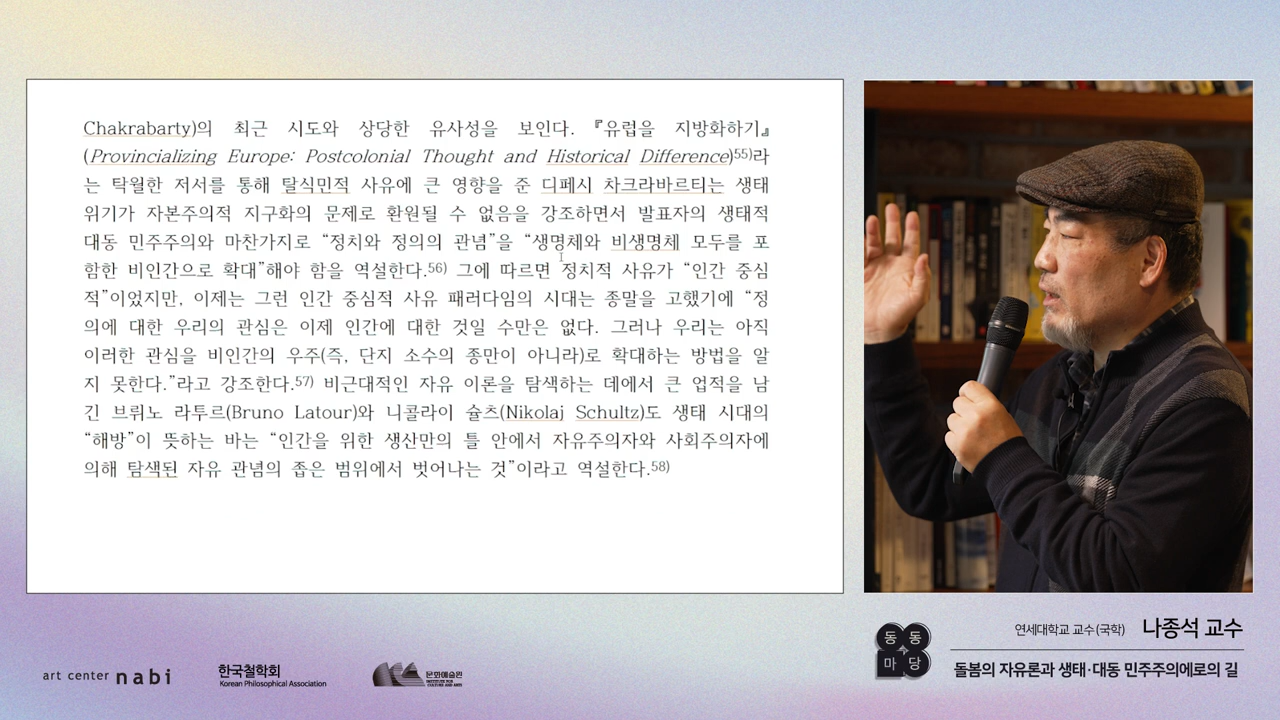 Chakrabarty)의 최근 시도와 상당한 유사성을 보인다. 『유럽을 지방화하기』
(Provincializing Europe: Postcolonial Thought and Historical Difference)55)라
는 탁월한 저서를 통해 탈식민적 사유에 큰 영향을 준 디페시 차크라바르티는 생태
위기가 자본주의적 지구화의 문제로 환원될 수 없음을 강조하면서 발표자의 생태적
대동 민주주의와 마찬가지로 “정치와 정의의 관념”을 “생명체와 비생명체 모두를 포
함한 비인간으로 확대”해야 함을 역설한다.56) 그에 따르면 정치적 사유가 “인간 중심
적”이었지만, 이제는 그런 인간 중심적 사유 패러다임의 시대는 종말을 고했기에 “정
의에 대한 우리의 관심은 이제 인간에 대한 것일 수만은 없다. 그러나 우리는 아직
이러한 관심을 비인간의 우주(즉, 단지 소수의 종만이 아니라)로 확대하는 방법을 알
지 못한다.”라고 강조한다.57) 비근대적인 자유 이론을 탐색하는 데에서 큰 업적을 남
긴 브뤼노 라투르(Bruno Latour)와 니콜라이 슐츠(Nikolaj Schultz)도 생태 시대의
“해방”이 뜻하는 바는 “인간을 위한 생산만의 틀 안에서 자유주의자와 사회주의자에
의해 탐색된 자유 관념의 좁은 범위에서 벗어나는 것”이라고 역설한다.58)
동동
마당
연세대학교 교수(국학) 나종석 교수
돌봄의 자유론과 생태·대동 민주주의에로의 길
art center nabi
한국철학회
Korean Philosophical Association
문화예술원
INSTITUTE FOR
CULTURE AND ARTS